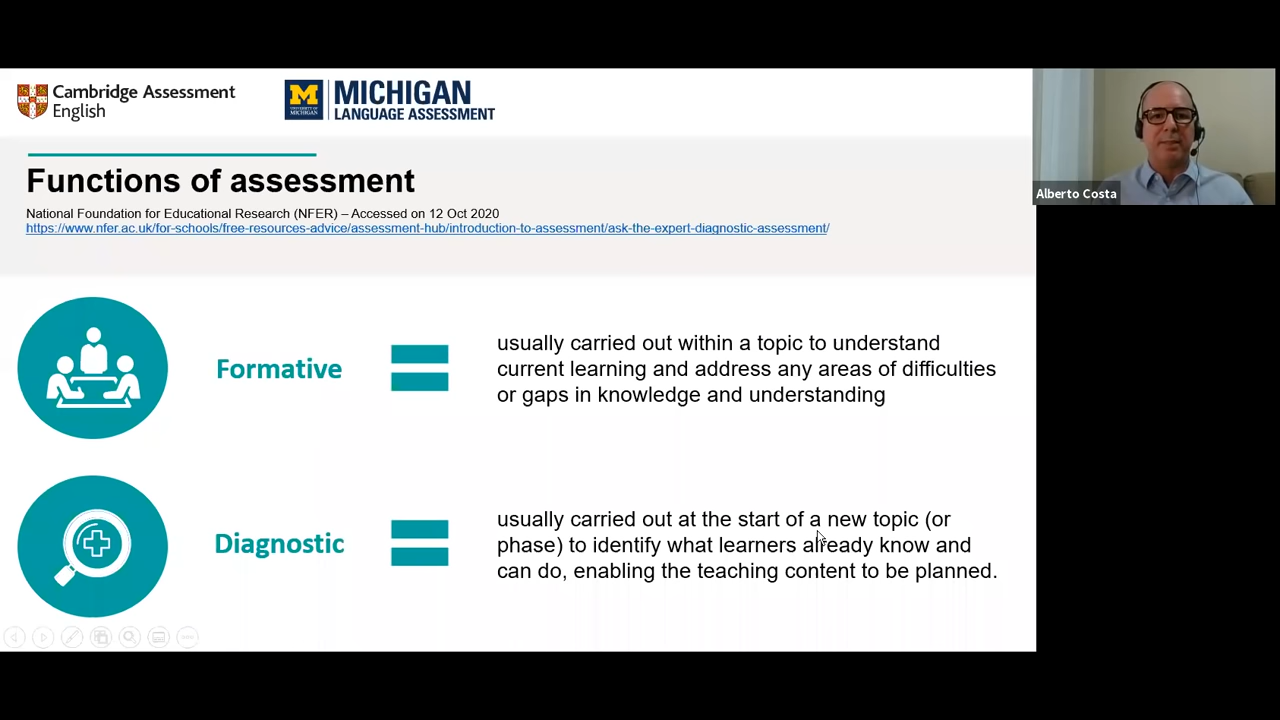 Cambridge Assessment
English
M
UNIVERSITY OF
MICHIGAN
MICHIGAN
LANGUAGE ASSESSMENT
Alberto Costa
Functions of assessment
National Foundation for Educational Research (NFER) – Accessed on 12 Oct 2020
https://www.nfer.ac.uk/for-schools/free-resources-advice/assessment-hub/introduction-to-assessment/ask-the-expert-diagnostic-assessment/
Formative
usually carried out within a topic to understand
current learning and address any areas of difficulties
or gaps in knowledge and understanding
Diagnostic
usually carried out at the start of a new topic (or
phase) to identify what learners already know and
can do, enabling the teaching content to be planned.